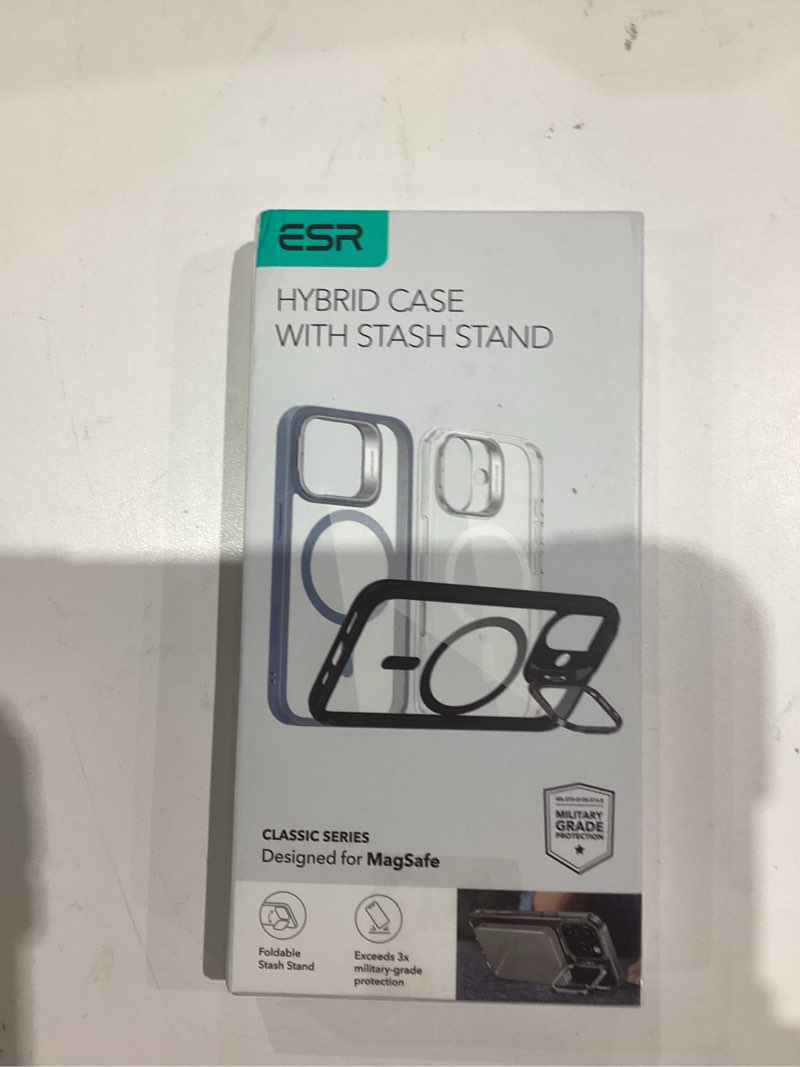 ESR
HYBRID CASE
WITH STASH STAND
CLASSIC SERIES
Designed for MagSafe
MILITARY
GRADE
PROTECTION
Foldable
Stash Stand
Exceeds 3x
military-grade
protection